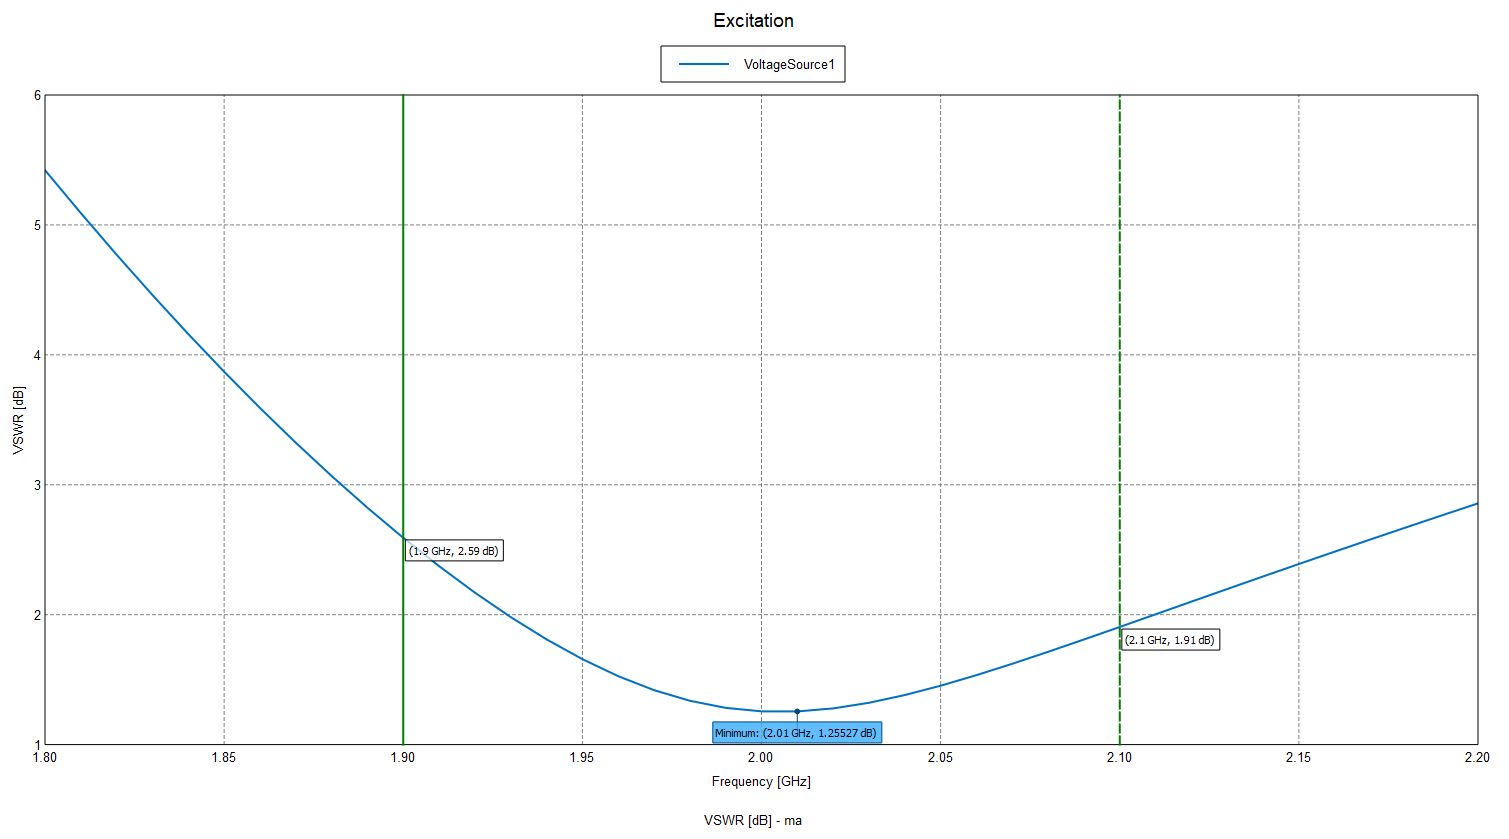 Excitation
VoltageSource1
6
5
4
3
2
1
VSWR [dB]
(1.9 GHz, 2.59 dB)
(2.1 GHz, 1.91 dB)
Minimum: (2.01 GHz, 1.25527 dB)
1.80 1.85 1.90 1.95 2.00 2.05 2.10 2.15 2.20
Frequency [GHz]
VSWR [dB] - ma